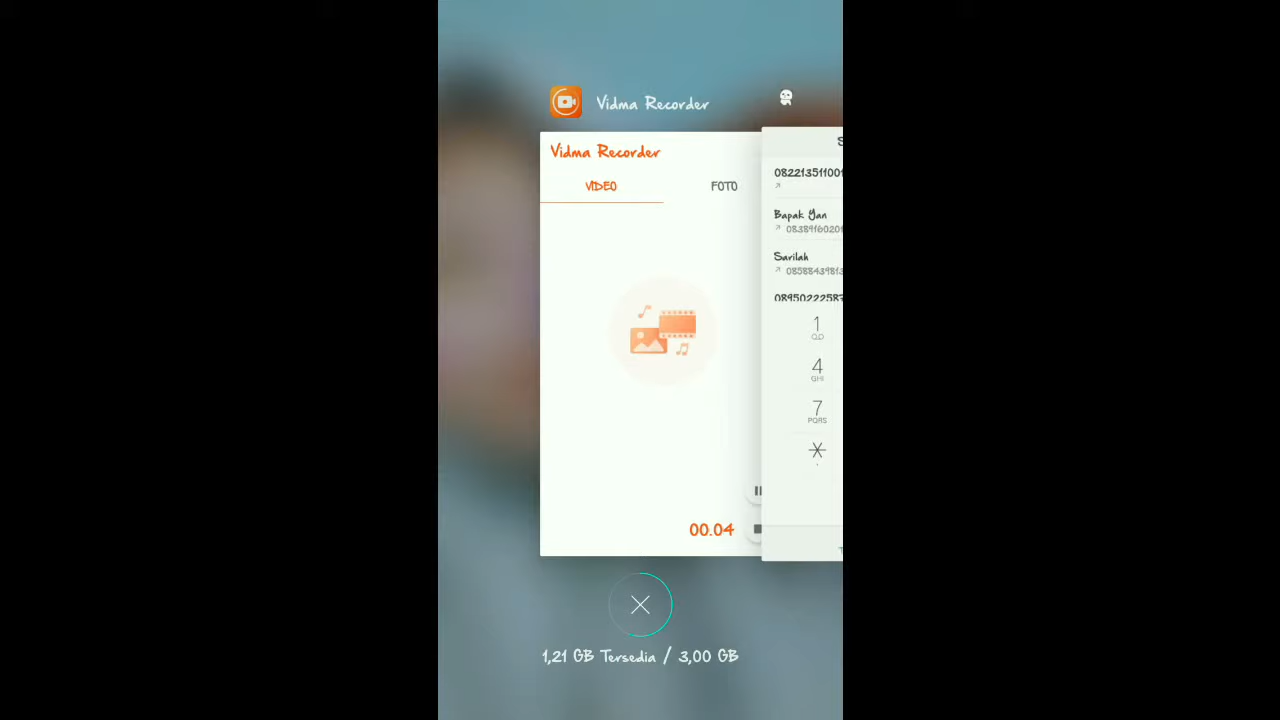 Vidma Recorder
Vidma Recorder
VIDEO
FOTO
082213511001
Bapak Yan
Sarilah
1
4
GHI
7
PQRS
00.04
1,21 GB Tersedia / 3,00 GB